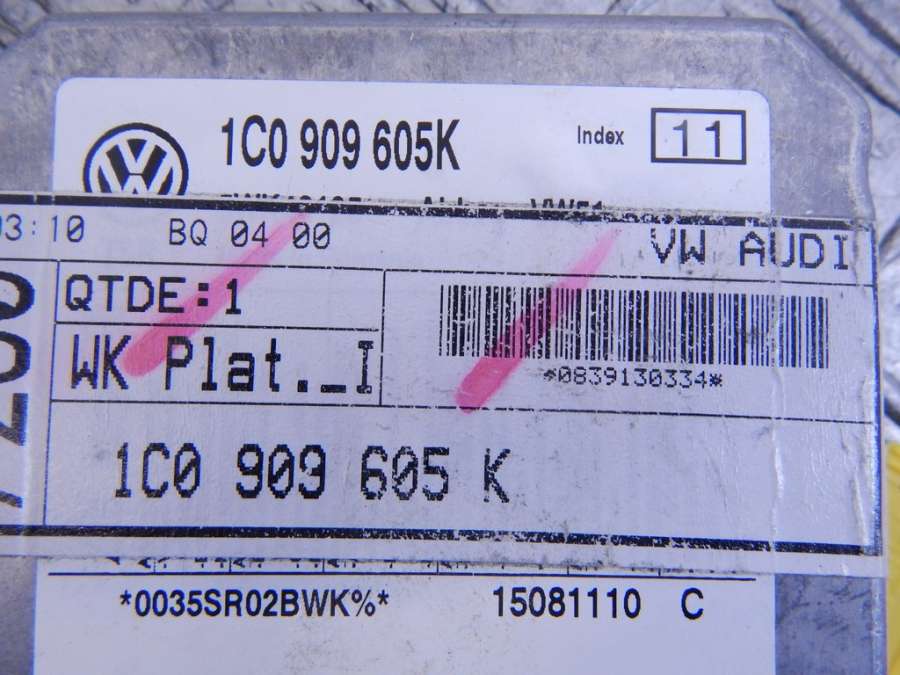 1C0 909 605K
Index 11
03:10 BQ 04 00
VW AUDI
QTDE:1
WK Plat._I
*0839130334*
1C0 909 605 K
*0035SR02BWK%* 15081110 C